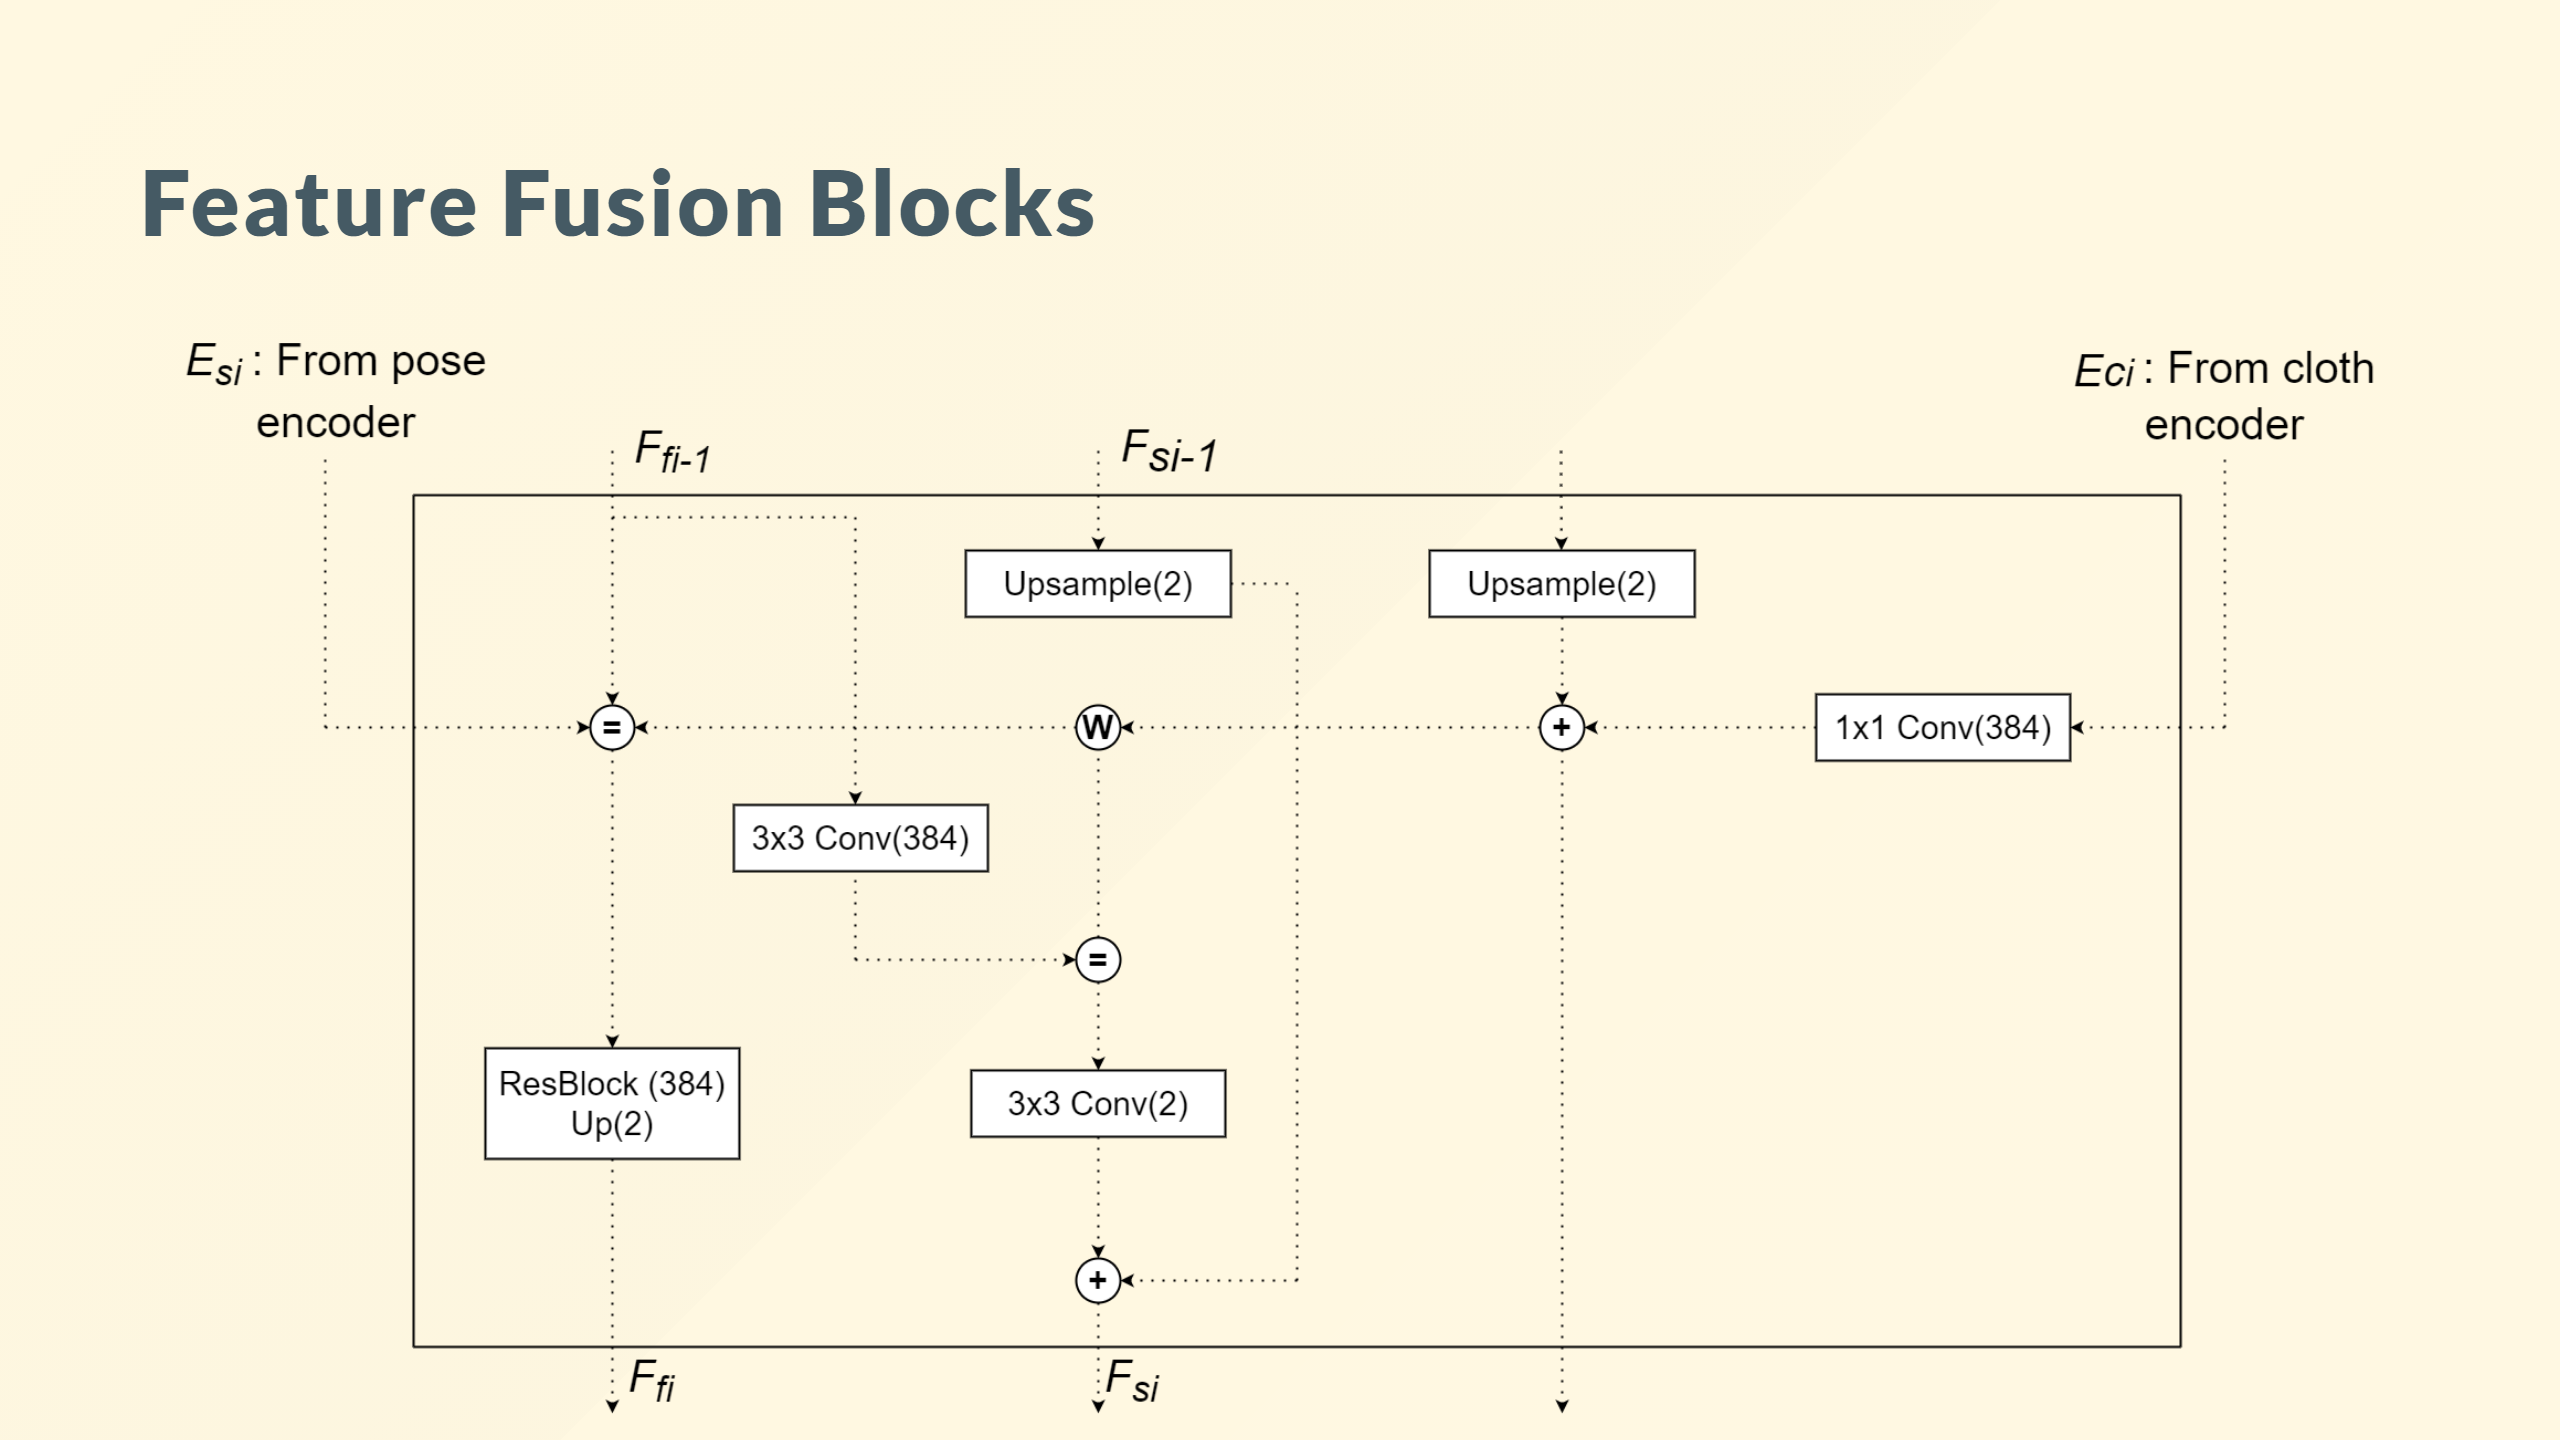 Feature Fusion Blocks
Esi : From pose
encoder
Eci : From cloth
encoder
Ffi-1
Fsi-1
Upsample(2)
Upsample(2)
=
W
+
1x1 Conv(384)
3x3 Conv(384)
=
ResBlock (384)
Up(2)
3x3 Conv(2)
+
Ffi
Fsi